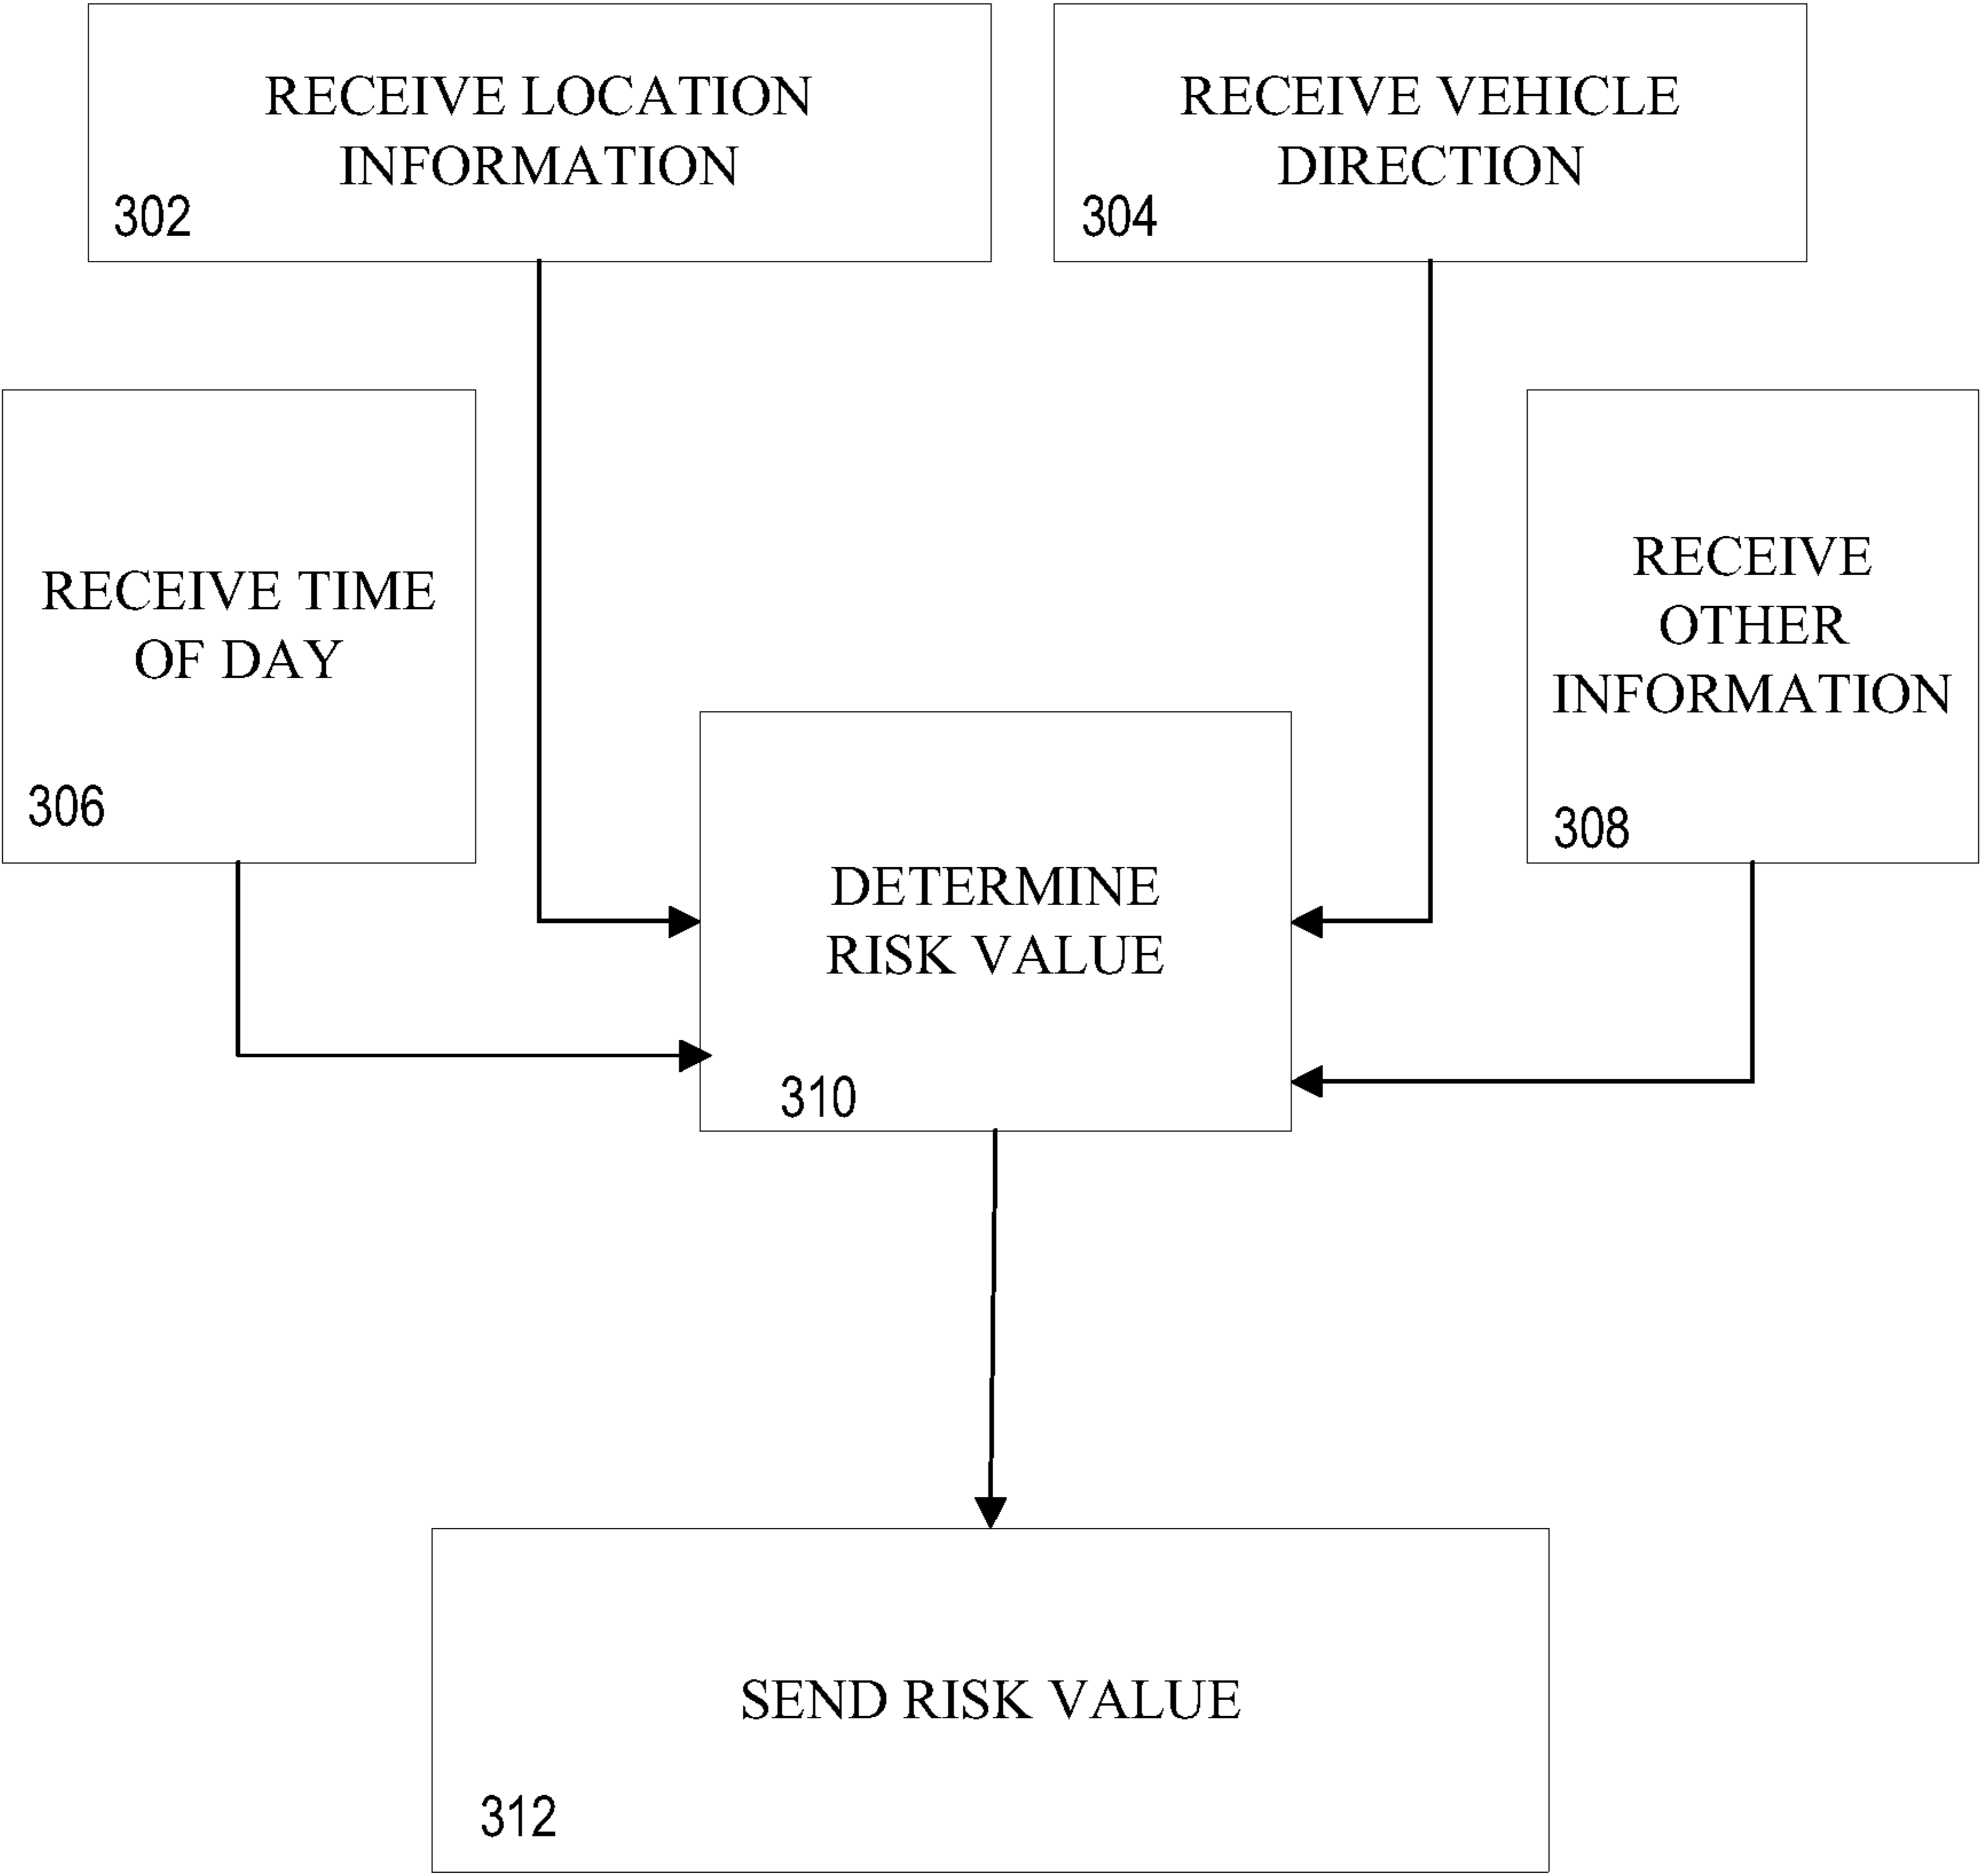 RECEIVE LOCATION
INFORMATION
302
RECEIVE VEHICLE
DIRECTION
304
RECEIVE TIME
OF DAY
306
RECEIVE
OTHER
INFORMATION
308
DETERMINE
RISK VALUE
310
SEND RISK VALUE
312